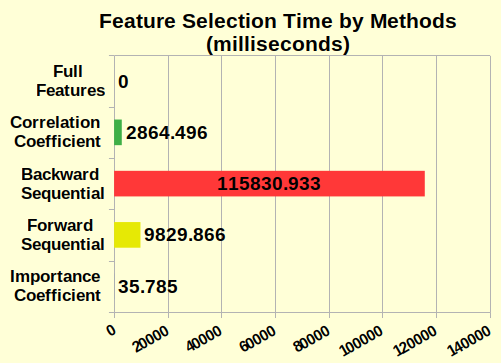 Feature Selection Time by Methods
(milliseconds)
Full
Features
0
Correlation
Coefficient
2864.496
Backward
Sequential
115830.933
Forward
Sequential
9829.866
Importance
Coefficient
35.785
0
20000
40000
60000
80000
100000
120000
140000